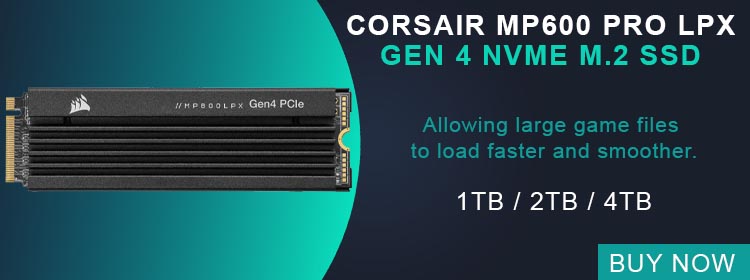 CORSAIR MP600 PRO LPX
GEN 4 NVME M.2 SSD
//MP600LPX Gen4 PCIe
Allowing large game files
to load faster and smoother.
1TB / 2TB / 4TB
BUY NOW